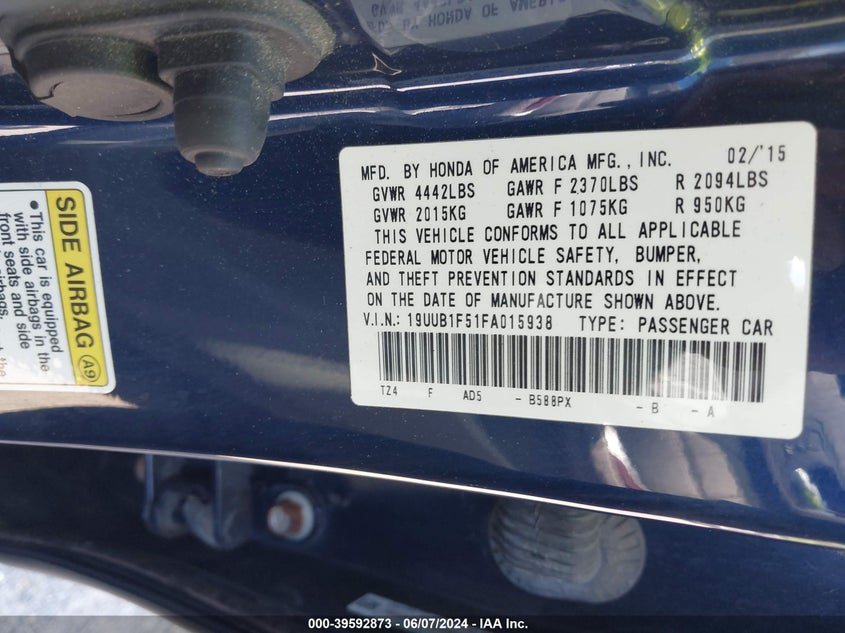 MFD. BY HONDA OF AMERICA MFG., INC. 02/'15
GVWR 4442LBS GAWR F 2370LBS R 2094LBS
GVWR 2015KG GAWR F 1075KG R 950KG
THIS VEHICLE CONFORMS TO ALL APPLICABLE
FEDERAL MOTOR VEHICLE SAFETY, BUMPER,
AND THEFT PREVENTION STANDARDS IN EFFECT
ON THE DATE OF MANUFACTURE SHOWN ABOVE.
V.I.N.: 19UUB1F51FA015938 TYPE: PASSENGER CAR
TZ4 F AD5 - B588PX - B - A
SIDE AIRBAG A9
•This car is equipped
with side airbags in the
front seats and side
airbags.
the
000-39592873 - 06/07/2024 - IAA Inc.